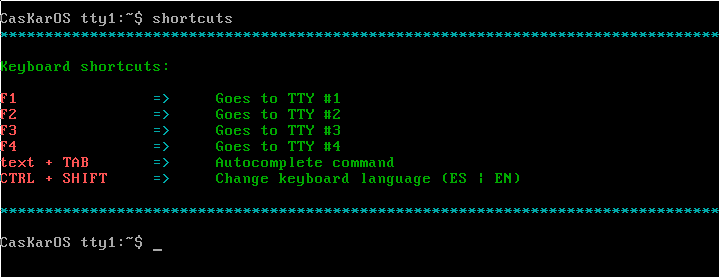 CasKarOS tty1:~$ shortcuts
********************************************************************************
Keyboard shortcuts:
F1 => Goes to TTY #1
F2 => Goes to TTY #2
F3 => Goes to TTY #3
F4 => Goes to TTY #4
text + TAB => Autocomplete command
CTRL + SHIFT => Change keyboard language (ES | EN)
********************************************************************************
CasKarOS tty1:~$ _